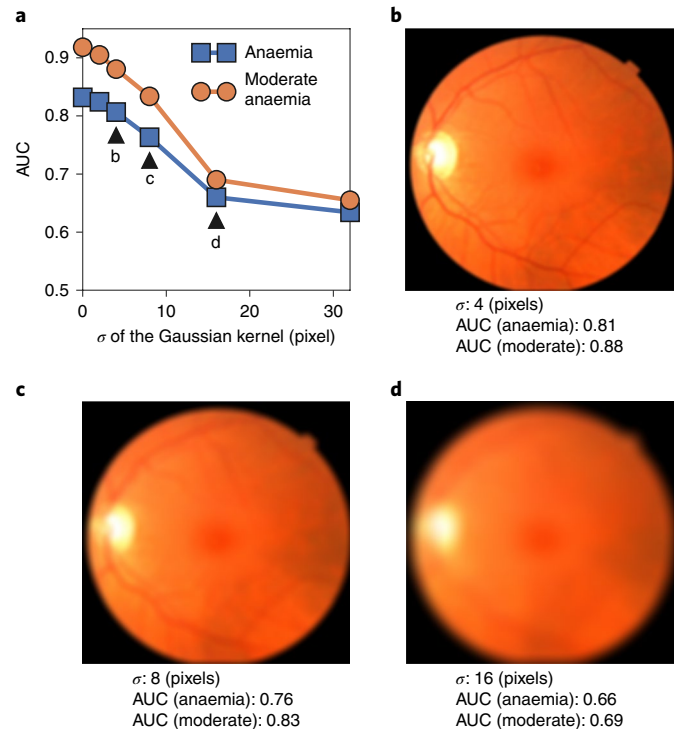 a
0.9
0.8
0.7
0.6
0.5
AUC
Anaemia
Moderate
anaemia
b
c
d
0 10 20 30
σ of the Gaussian kernel (pixel)
b
σ: 4 (pixels)
AUC (anaemia): 0.81
AUC (moderate): 0.88
c
σ: 8 (pixels)
AUC (anaemia): 0.76
AUC (moderate): 0.83
d
σ: 16 (pixels)
AUC (anaemia): 0.66
AUC (moderate): 0.69